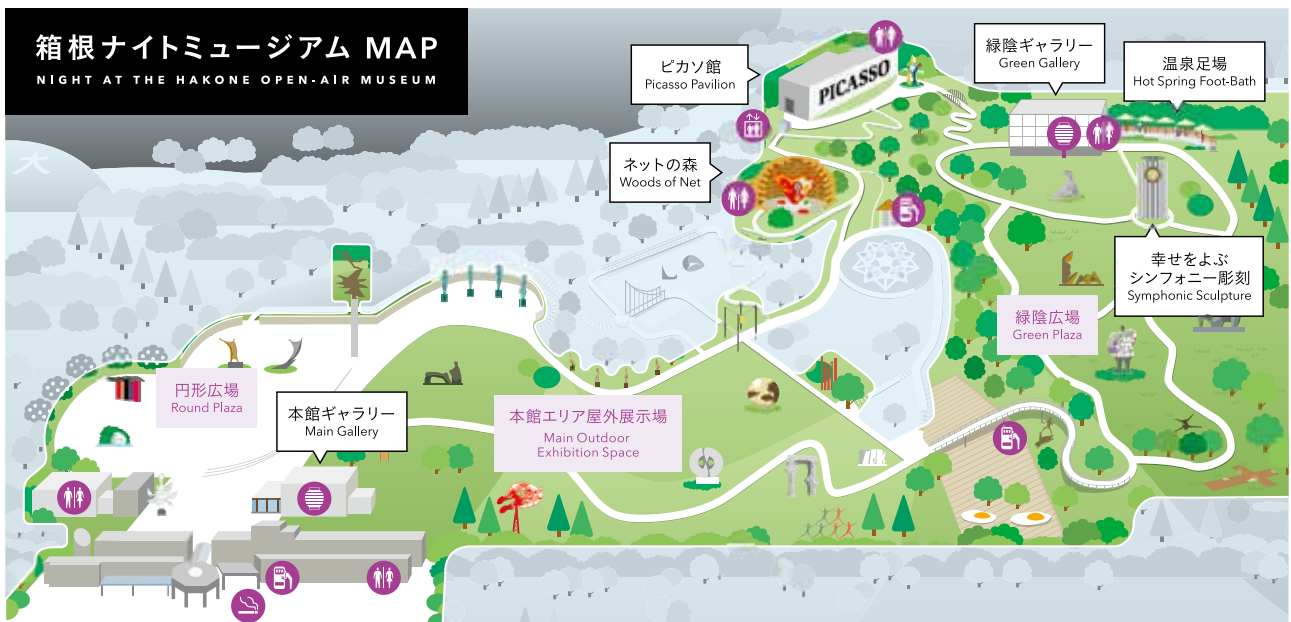 箱根ナイトミュージアム MAP
NIGHT AT THE HAKONE OPEN-AIR MUSEUM
ピカソ館
Picasso Pavilion
PICASSO
緑陰ギャラリー
Green Gallery
温泉足場
Hot Spring Foot-Bath
ネットの森
Woods of Net
大
幸せをよぶ
シンフォニー彫刻
Symphonic Sculpture
緑陰広場
Green Plaza
円形広場
Round Plaza
本館ギャラリー
Main Gallery
本館エリア屋外展示場
Main Outdoor
Exhibition Space